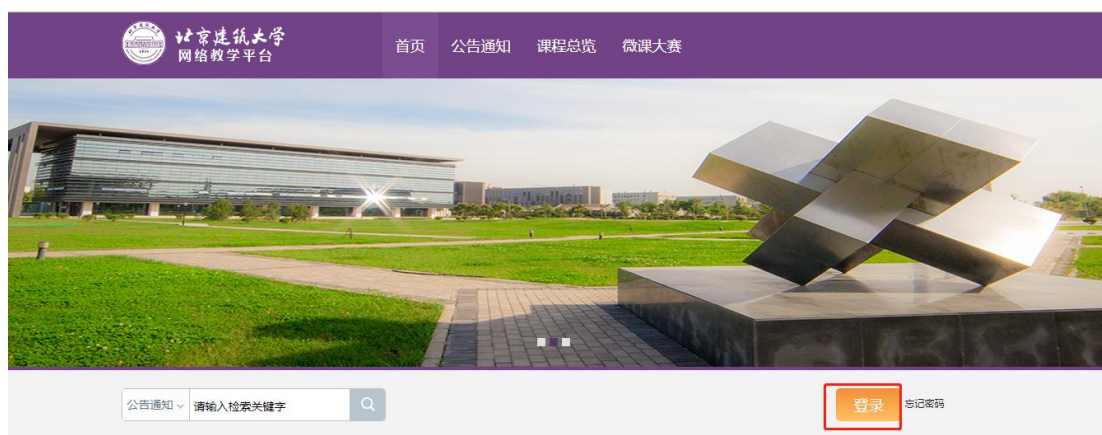 北京建筑大学
网络教学平台
首页 公告通知 课程总览 微课大赛
公告通知 请输入检索关键字
登录 忘记密码